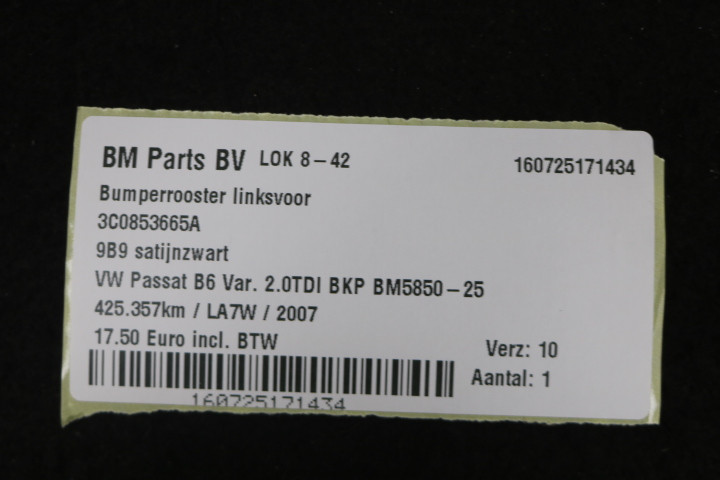 BM Parts BV LOK 8-42 160725171434
Bumperrooster linksvoor
3C0853665A
9B9 satijnzwart
VW Passat B6 Var. 2.0TDI BKP BM5850-25
425.357km / LA7W / 2007
17.50 Euro incl. BTW
Verz: 10
Aantal: 1
160725171434